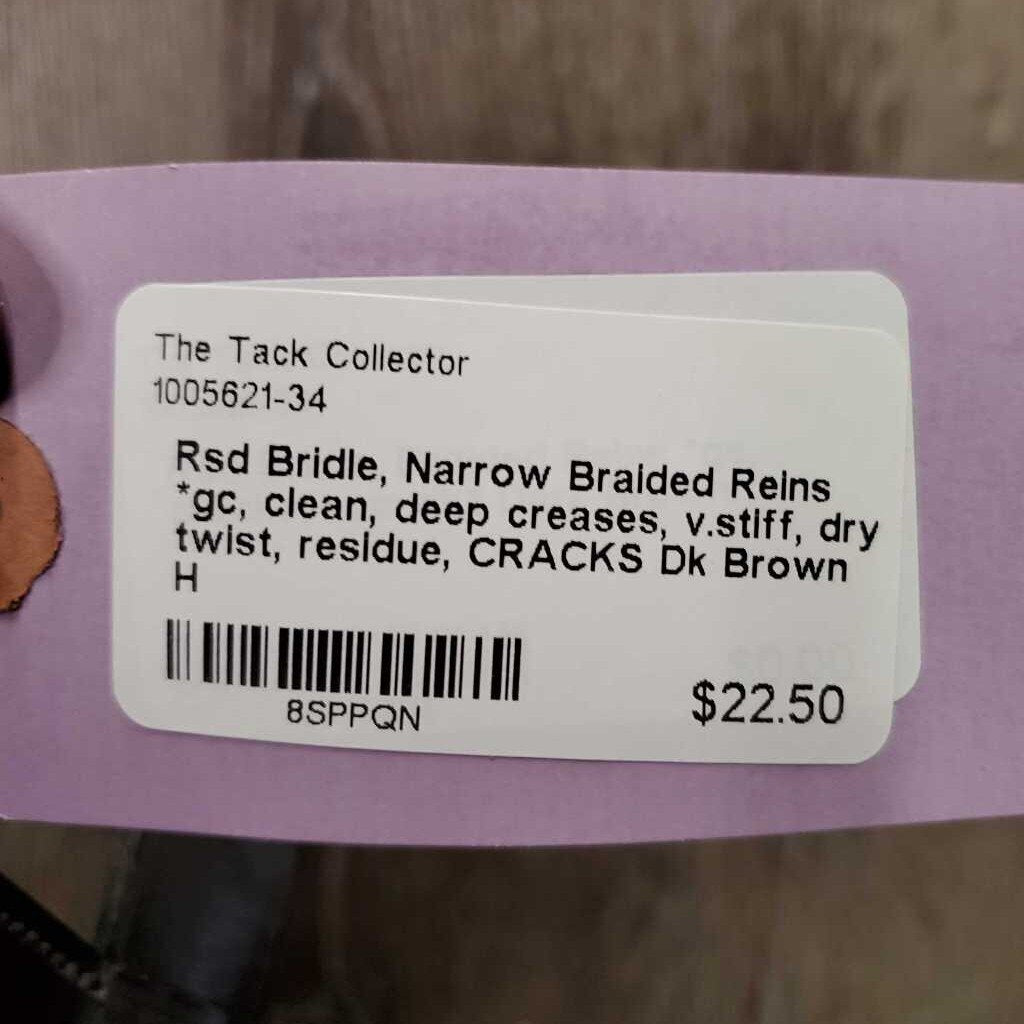 The Tack Collector
1005621-34
Rsd Bridle, Narrow Braided Reins
*gc, clean, deep creases, v.stiff, dry
twist, residue, CRACKS Dk Brown
H
8SPPQN
$22.50